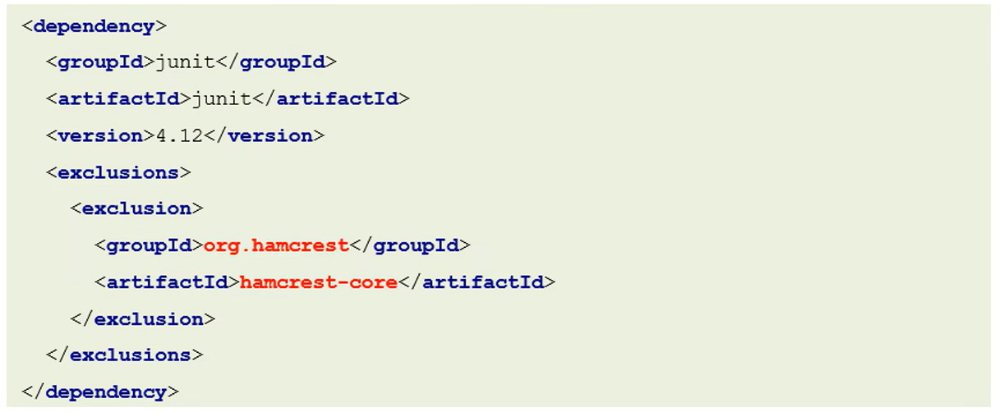 <dependency>
<groupId>junit</groupId>
<artifactId>junit</artifactId>
<version>4.12</version>
<exclusions>
<exclusion>
<groupId>org.hamcrest</groupId>
<artifactId>hamcrest-core</artifactId>
</exclusion>
</exclusions>
</dependency>